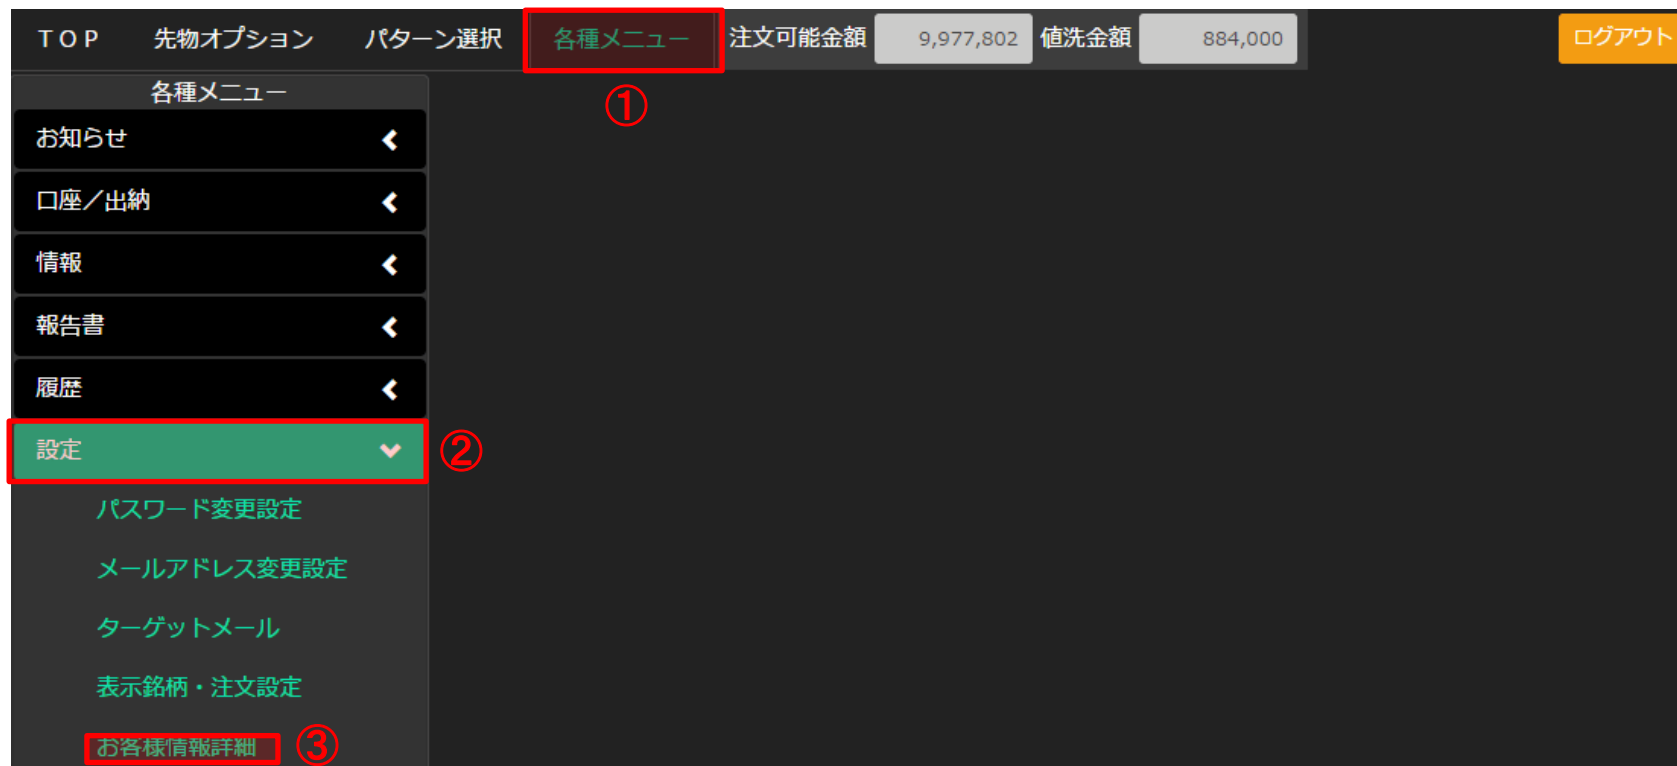 TOP 先物オプション パターン選択 各種メニュー 注文可能金額 9,977,802 値洗金額 884,000 ログアウト
各種メニュー
①
お知らせ
口座／出納
情報
報告書
履歴
設定 ②
パスワード変更設定
メールアドレス変更設定
ターゲットメール
表示銘柄・注文設定
お客様情報詳細 ③